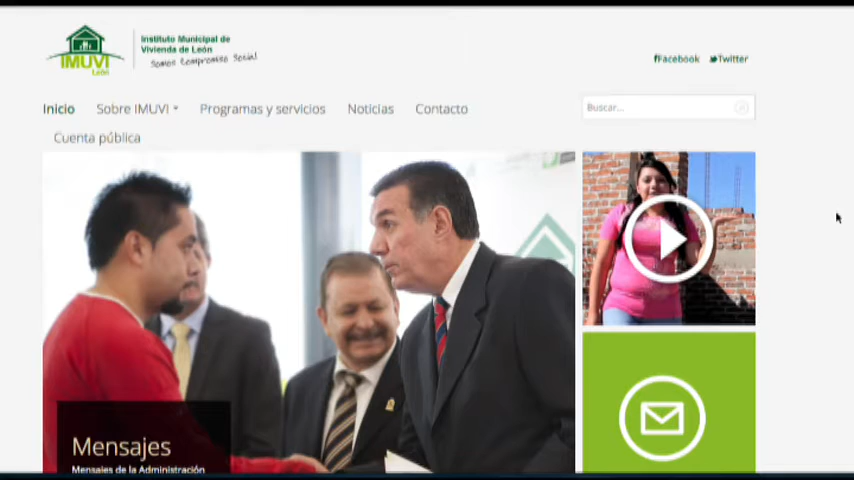 IMUVI
León
Instituto Municipal de
Vivienda de León
Somos Compromiso Social
Facebook Twitter
Inicio Sobre IMUVI Programas y servicios Noticias Contacto
Buscar...
Cuenta pública
Mensajes
Mensajes de la Administración